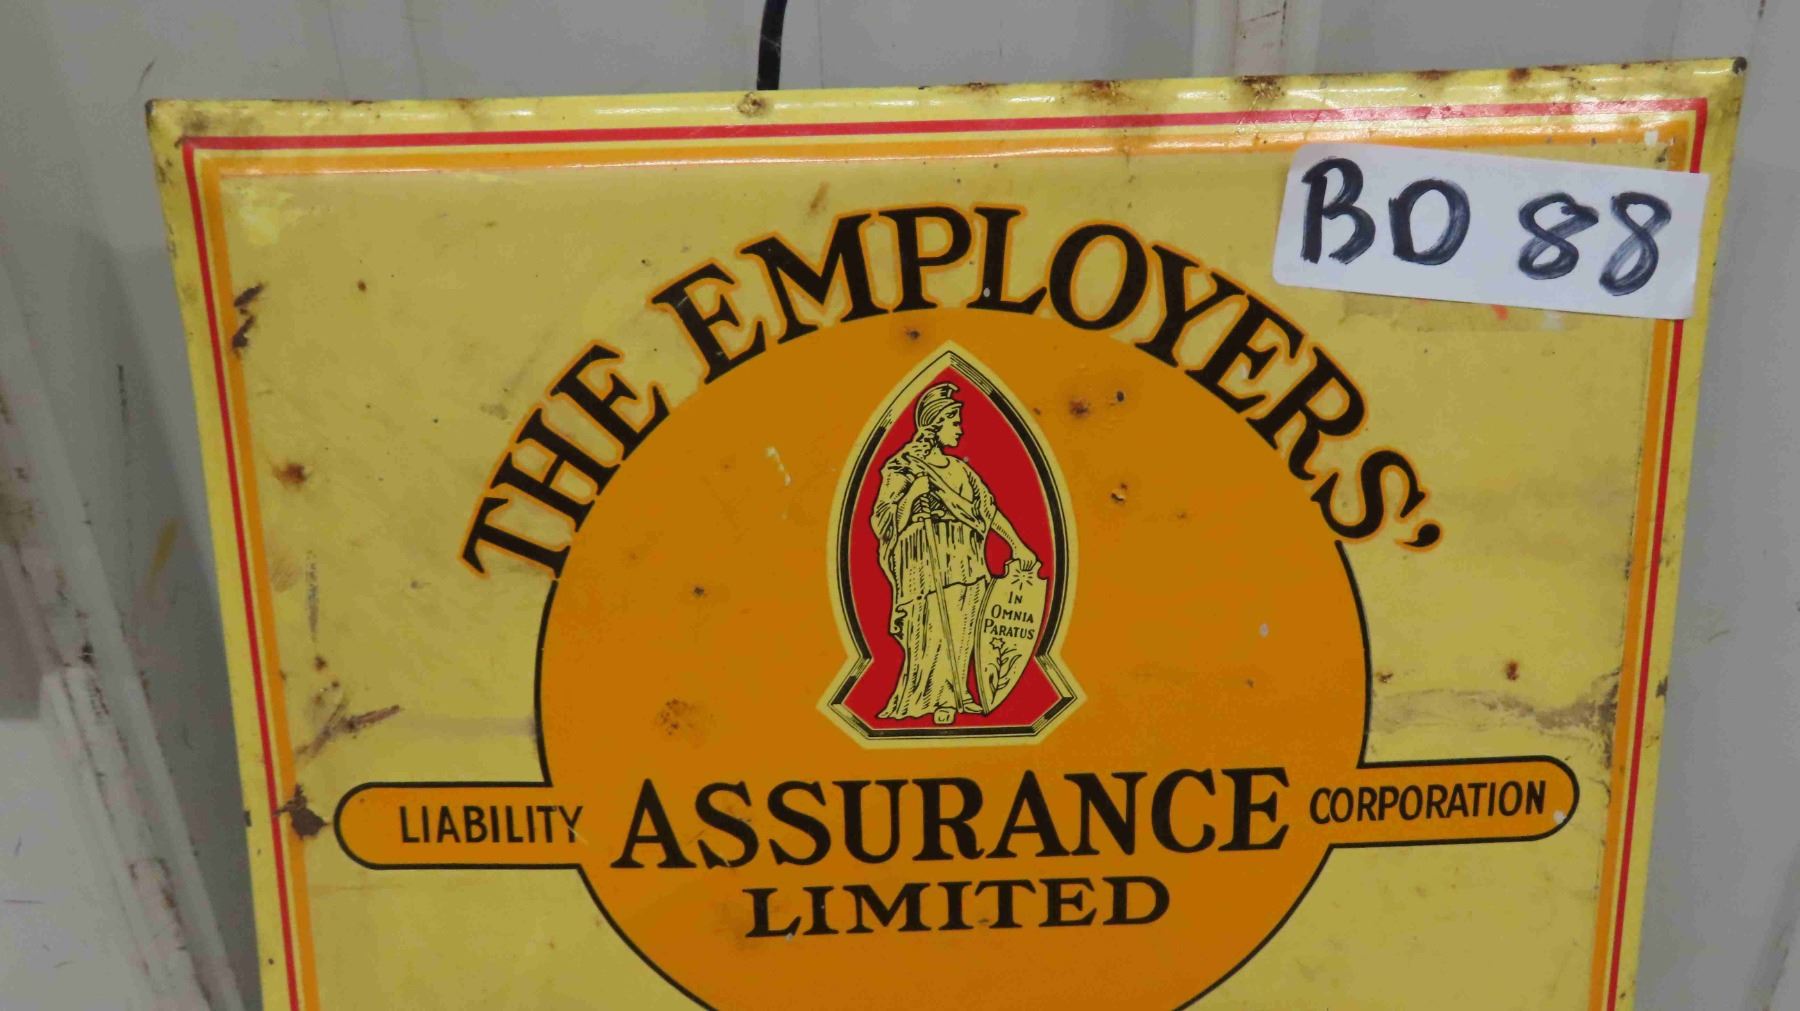 BO 88
THE EMPLOYERS'
IN
OMNIA
PARATUS
LIABILITY ASSURANCE CORPORATION
LIMITED